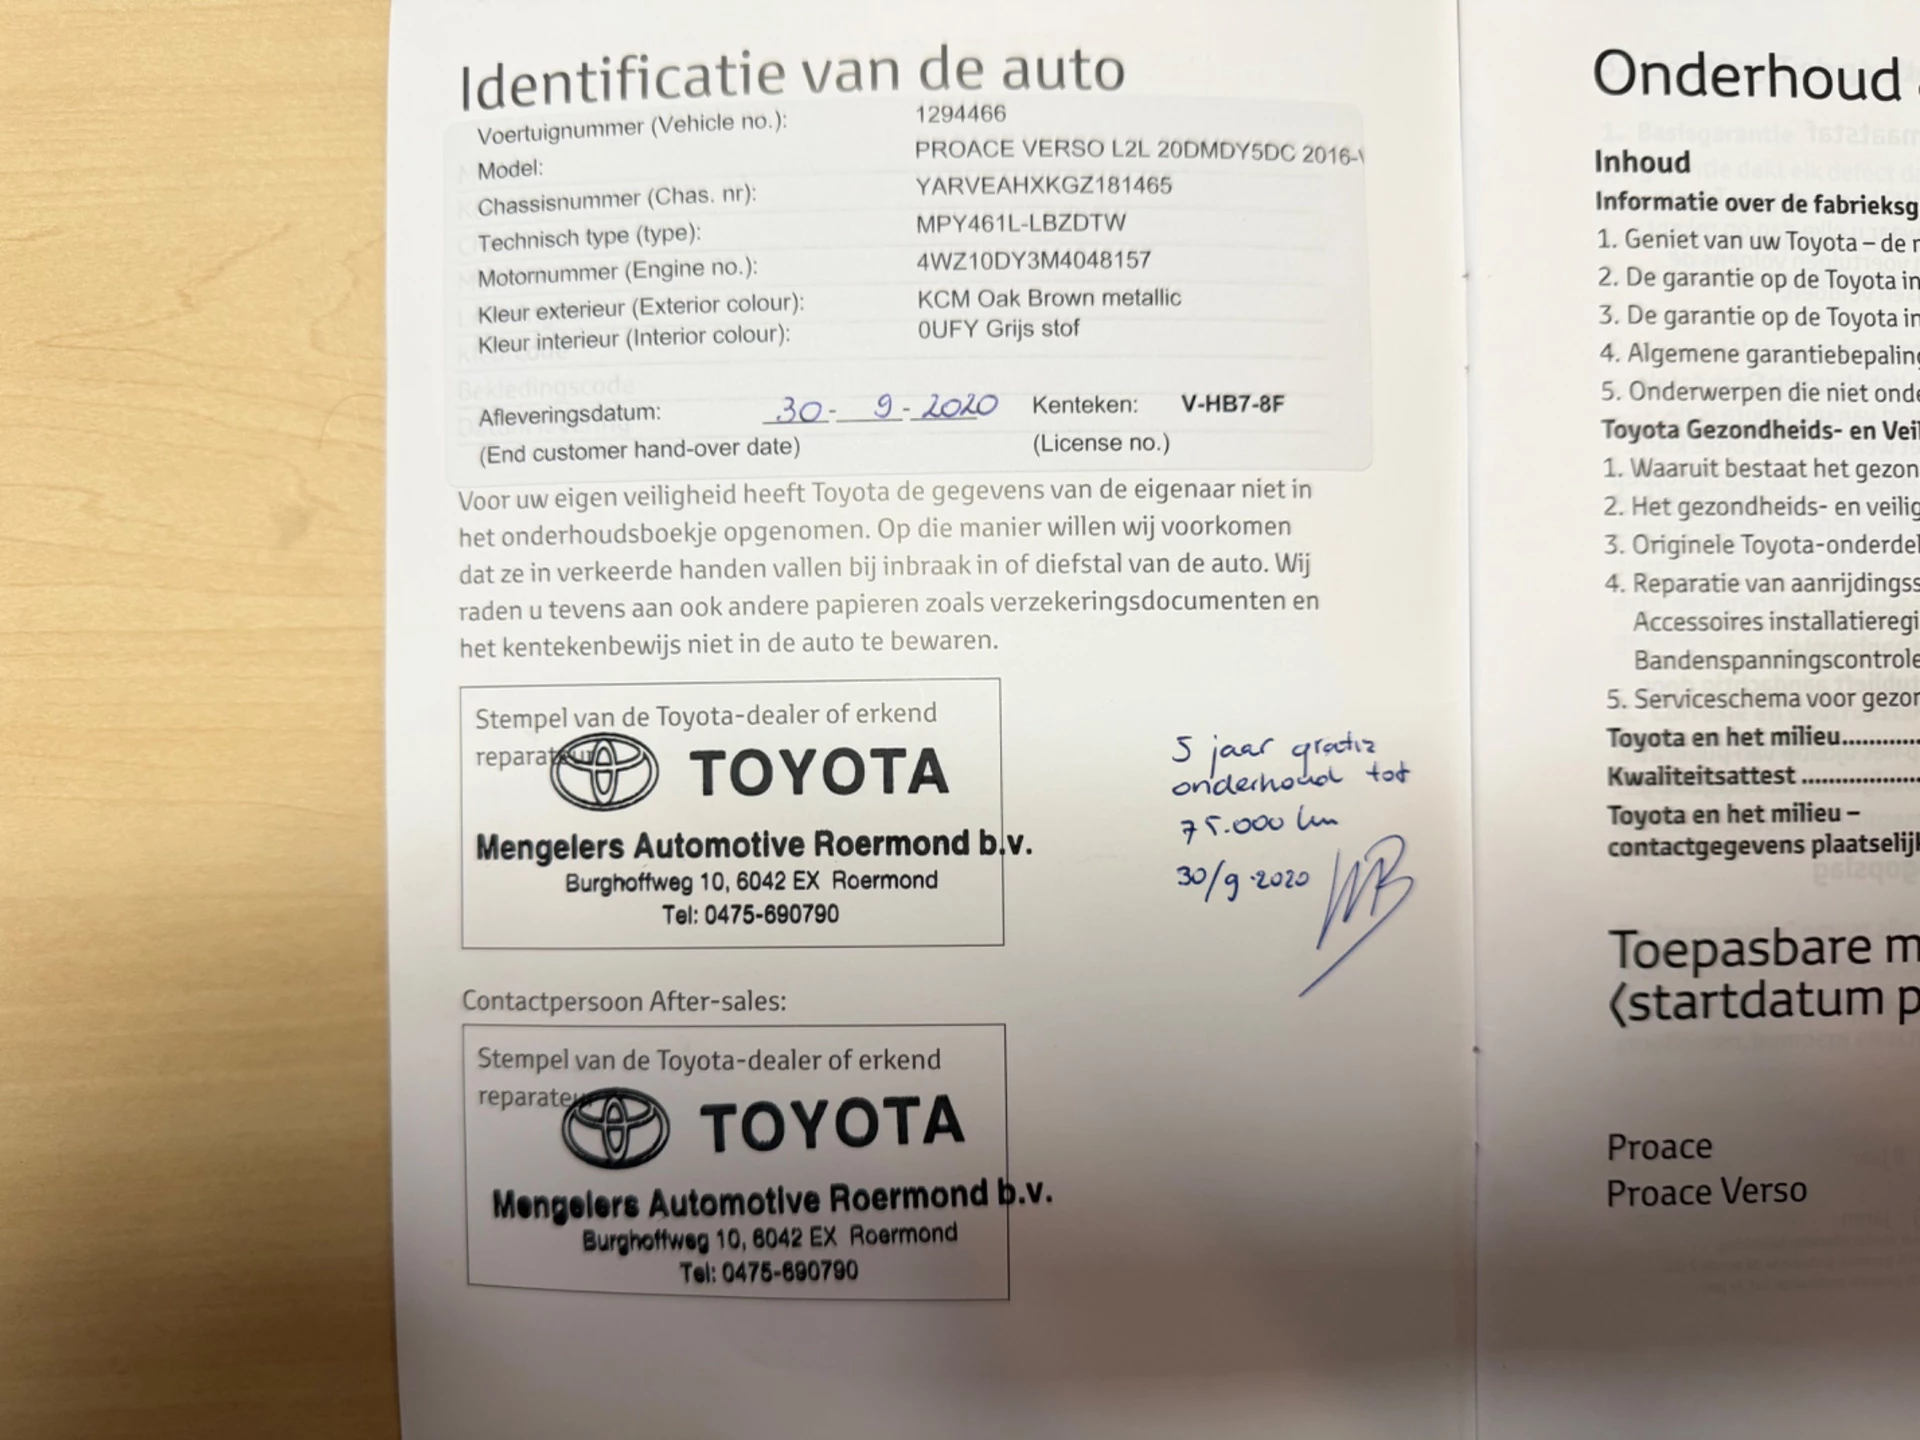 Identificatie van de auto
Voertuignummer (Vehicle no.): 1294466
Model: PROACE VERSO L2L 20DMDY5DC 2016-
Chassisnummer (Chas. nr): YARVEAHXKGZ181465
Technisch type (type): MPY461L-LBZDTW
Motornummer (Engine no.): 4WZ10DY3M4048157
Kleur exterieur (Exterior colour): KCM Oak Brown metallic
Kleur interieur (Interior colour): 0UFY Grijs stof
Afleveringsdatum: 30-9-2020 Kenteken: V-HB7-8F
(End customer hand-over date) (License no.)
Voor uw eigen veiligheid heeft Toyota de gegevens van de eigenaar niet in
het onderhoudsboekje opgenomen. Op die manier willen wij voorkomen
dat ze in verkeerde handen vallen bij inbraak in of diefstal van de auto. Wij
raden u tevens aan ook andere papieren zoals verzekeringsdocumenten en
het kentekenbewijs niet in de auto te bewaren.
Stempel van de Toyota-dealer of erkend
reparateur
TOYOTA
Mengelers Automotive Roermond b.v.
Burghoffweg 10, 6042 EX Roermond
Tel: 0475-690790
5 jaar gratis
onderhoud tot
75.000 km
30/9-2020
Contactpersoon After-sales:
Stempel van de Toyota-dealer of erkend
reparateur
TOYOTA
Mengelers Automotive Roermond b.v.
Burghoffweg 10, 6042 EX Roermond
Tel: 0475-690790
Onderhoud
Inhoud
Informatie over de fabrieksg
1. Geniet van uw Toyota – de
2. De garantie op de Toyota in
3. De garantie op de Toyota in
4. Algemene garantiebepaling
5. Onderwerpen die niet onde
Toyota Gezondheids- en Veil
1. Waaruit bestaat het gezon
2. Het gezondheids- en veilig
3. Originele Toyota-onderdel
4. Reparatie van aanrijdingss
Accessoires installatieregi
Bandenspanningscontrole
5. Serviceschema voor gezon
Toyota en het milieu............
Kwaliteitsattest..................
Toyota en het milieu –
contactgegevens plaatselijk
Toepasbare m
(startdatum p
Proace
Proace Verso